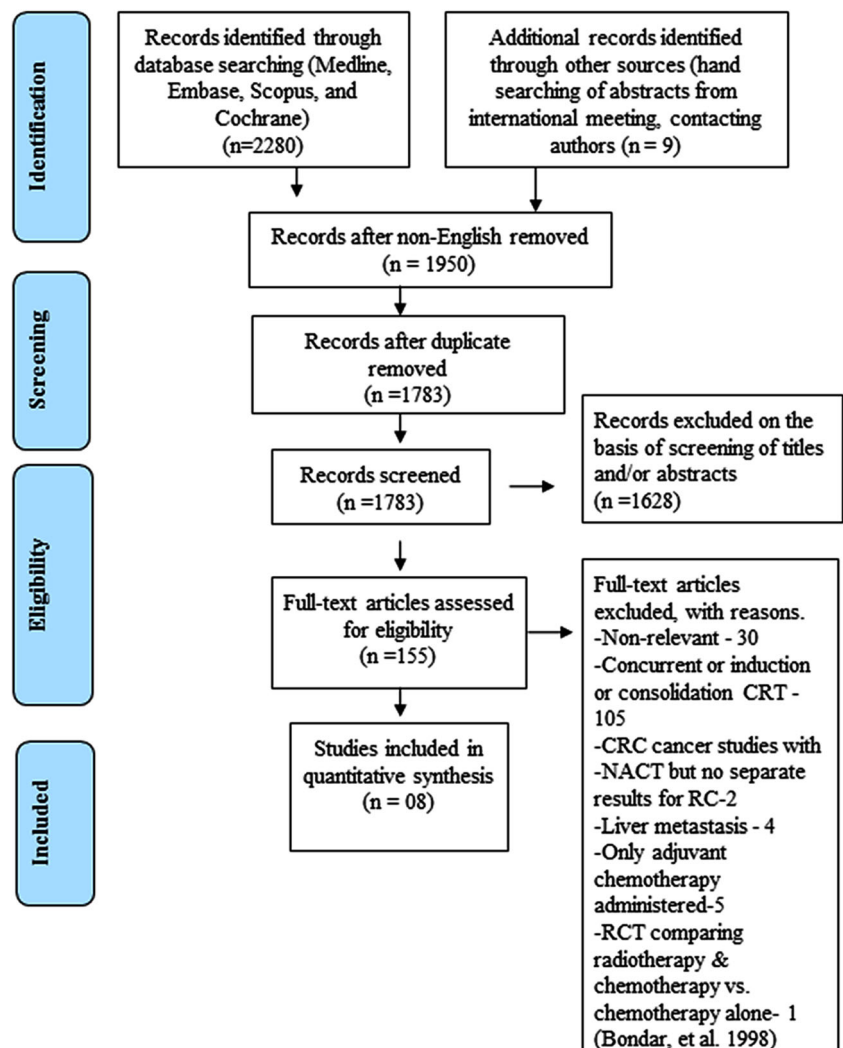 Identification
Records identified through
database searching (Medline,
Embase, Scopus, and
Cochrane)
(n=2280)
Additional records identified
through other sources (hand
searching of abstracts from
international meeting, contacting
authors (n = 9)
Records after non-English removed
(n = 1950)
Screening
Records after duplicate
removed
(n =1783)
Records screened
(n =1783)
Records excluded on the
basis of screening of titles
and/or abstracts
(n =1628)
Eligibility
Full-text articles assessed
for eligibility
(n =155)
Full-text articles
excluded, with reasons.
-Non-relevant - 30
-Concurrent or induction
or consolidation CRT -
105
-CRC cancer studies with
-NACT but no separate
results for RC-2
-Liver metastasis - 4
-Only adjuvant
chemotherapy
administered-5
-RCT comparing
radiotherapy &
chemotherapy vs.
chemotherapy alone- 1
(Bondar, et al. 1998)
Included
Studies included in
quantitative synthesis
(n = 08)